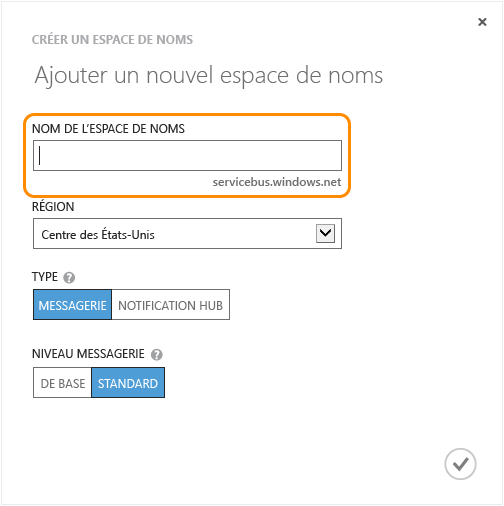 CRÉER UN ESPACE DE NOMS
Ajouter un nouvel espace de noms
NOM DE L'ESPACE DE NOMS
servicebus.windows.net
RÉGION
Centre des États-Unis
TYPE ?
MESSAGERIE NOTIFICATION HUB
NIVEAU MESSAGERIE ?
DE BASE STANDARD